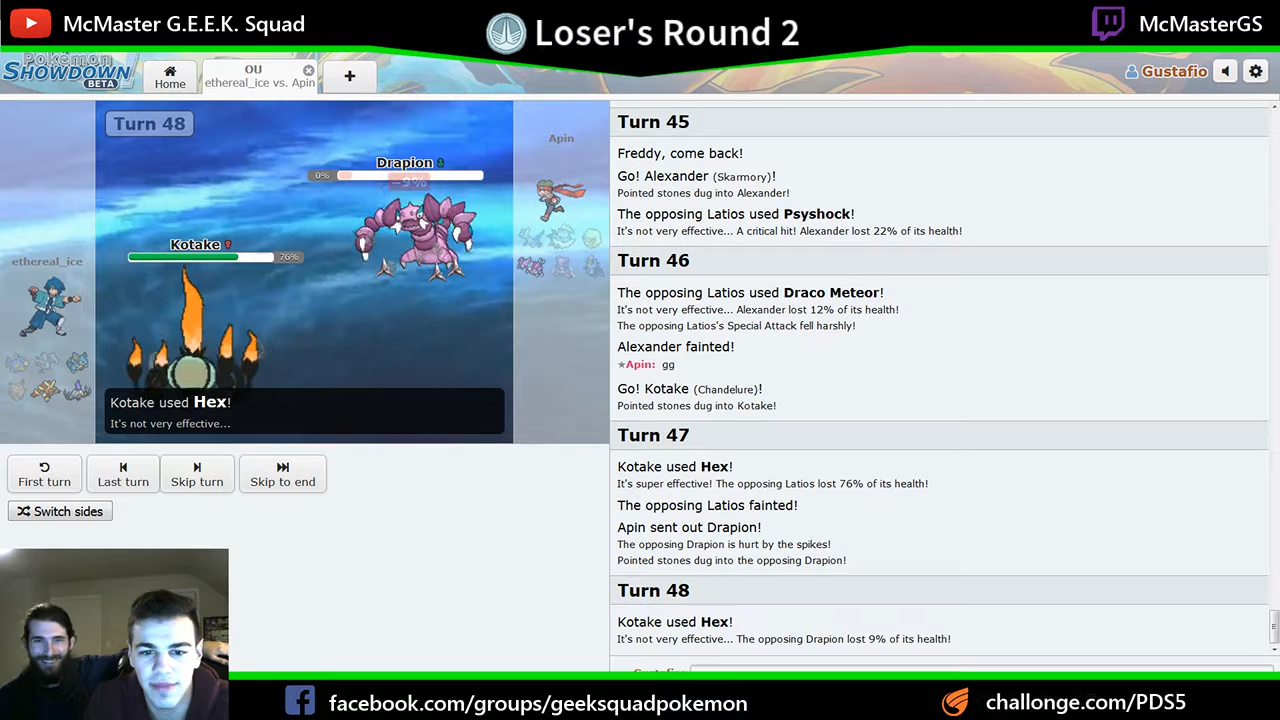 McMaster G.E.E.K. Squad
Loser's Round 2
McMasterGS
Pokémon
SHOWDOWN
BETA
Home
OU
ethereal_ice vs. Apin
+
Gustafio
Turn 48
Drapion
0%
−9%
Kotake
76%
ethereal_ice
Apin
Kotake used Hex!
It's not very effective...
First turn
Last turn
Skip turn
Skip to end
Switch sides
Turn 45
Freddy, come back!
Go! Alexander (Skarmory)!
Pointed stones dug into Alexander!
The opposing Latios used Psyshock!
It's not very effective... A critical hit! Alexander lost 22% of its health!
Turn 46
The opposing Latios used Draco Meteor!
It's not very effective... Alexander lost 12% of its health!
The opposing Latios's Special Attack fell harshly!
Alexander fainted!
★Apin: gg
Go! Kotake (Chandelure)!
Pointed stones dug into Kotake!
Turn 47
Kotake used Hex!
It's super effective! The opposing Latios lost 76% of its health!
The opposing Latios fainted!
Apin sent out Drapion!
The opposing Drapion is hurt by the spikes!
Pointed stones dug into the opposing Drapion!
Turn 48
Kotake used Hex!
It's not very effective... The opposing Drapion lost 9% of its health!
facebook.com/groups/geeksquadpokemon
challonge.com/PDS5